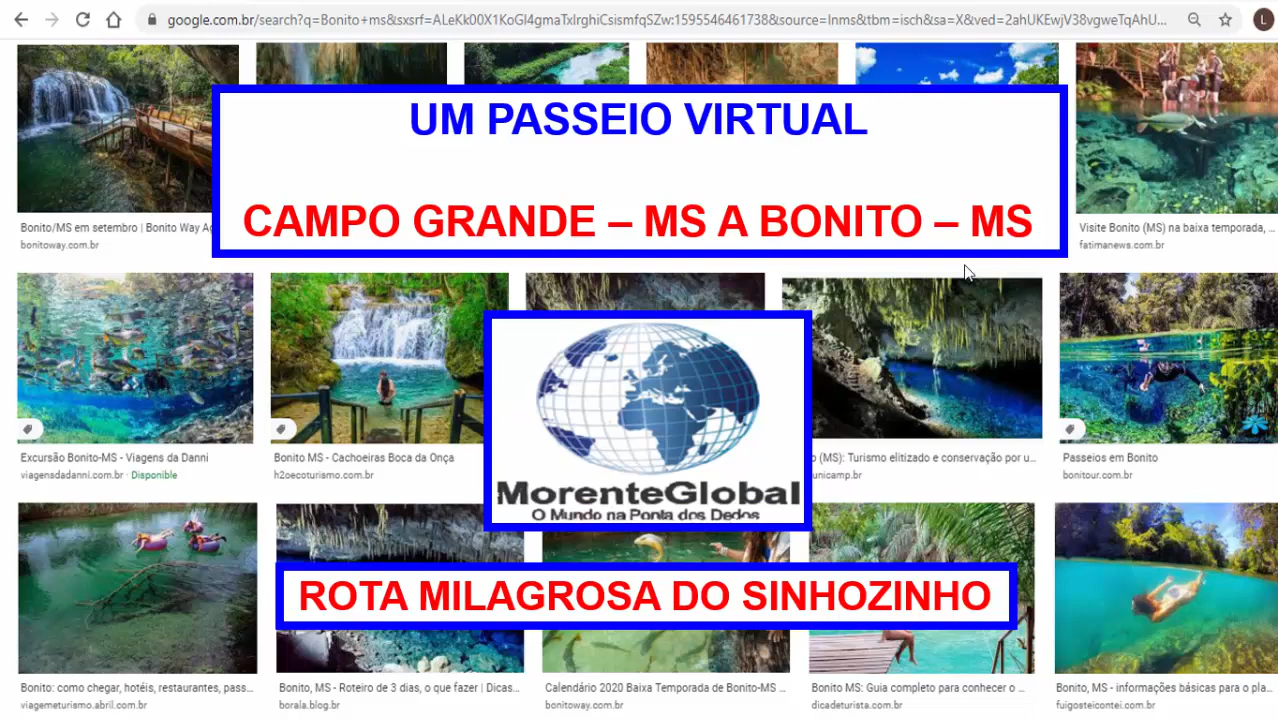 google.com.br/search?q=Bonito+ms&sxsrf=ALeKk00X1KoGl4gmaTxlrghiCsismfqSZw:1595546461738&source=lnms&tbm=isch&sa=X&ved=2ahUKEwjV38vgweTqAhU...
L
UM PASSEIO VIRTUAL
CAMPO GRANDE – MS A BONITO – MS
Bonito/MS em setembro | Bonito Way Ag
bonitoway.com.br
Visite Bonito (MS) na baixa temporada, ...
fatimanews.com.br
MorenteGlobal
O Mundo na Ponta dos Dedos
Excursão Bonito-MS - Viagens da Danni
viagensdadanni.com.br · Disponible
Bonito MS - Cachoeiras Boca da Onça
h2oecoturismo.com.br
(MS): Turismo elitizado e conservação por u...
unicamp.br
Passeios em Bonito
bonitour.com.br
ROTA MILAGROSA DO SINHOZINHO
Bonito: como chegar, hotéis, restaurantes, pass...
viagemeturismo.abril.com.br
Bonito, MS - Roteiro de 3 dias, o que fazer | Dicas...
borala.blog.br
Calendário 2020 Baixa Temporada de Bonito-MS ...
bonitoway.com.br
Bonito MS: Guia completo para conhecer o ...
dicadeturista.com.br
Bonito, MS - informações básicas para o pla...
fuigosteicontei.com.br